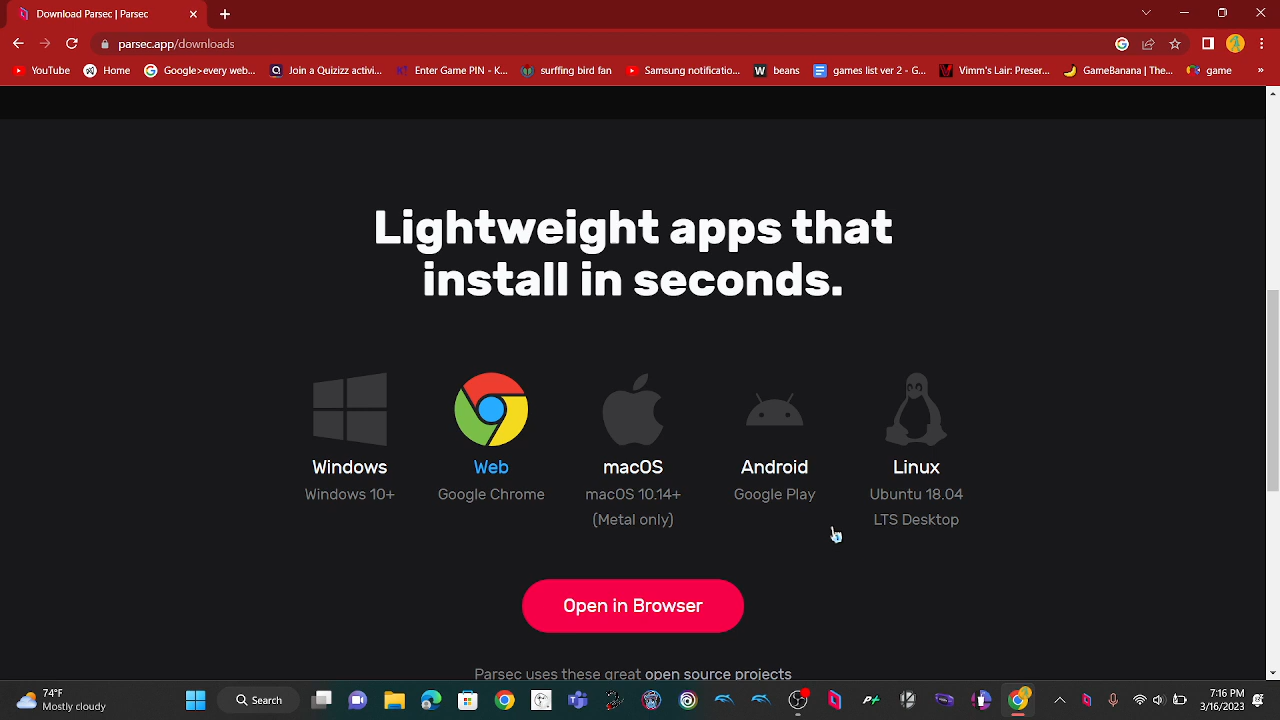 Download Parsec | Parsec
parsec.app/downloads
YouTube Home Google>every web... Join a Quizizz activi... Enter Game PIN - K... surffing bird fan Samsung notificatio... beans games list ver 2 - G... Vimm's Lair: Preser... GameBanana | The... game »
Lightweight apps that
install in seconds.
Windows Web macOS Android Linux
Windows 10+ Google Chrome macOS 10.14+ Google Play Ubuntu 18.04
(Metal only) LTS Desktop
Open in Browser
Parsec uses these great open source projects
74°F
Mostly cloudy
Search
7:16 PM
3/16/2023